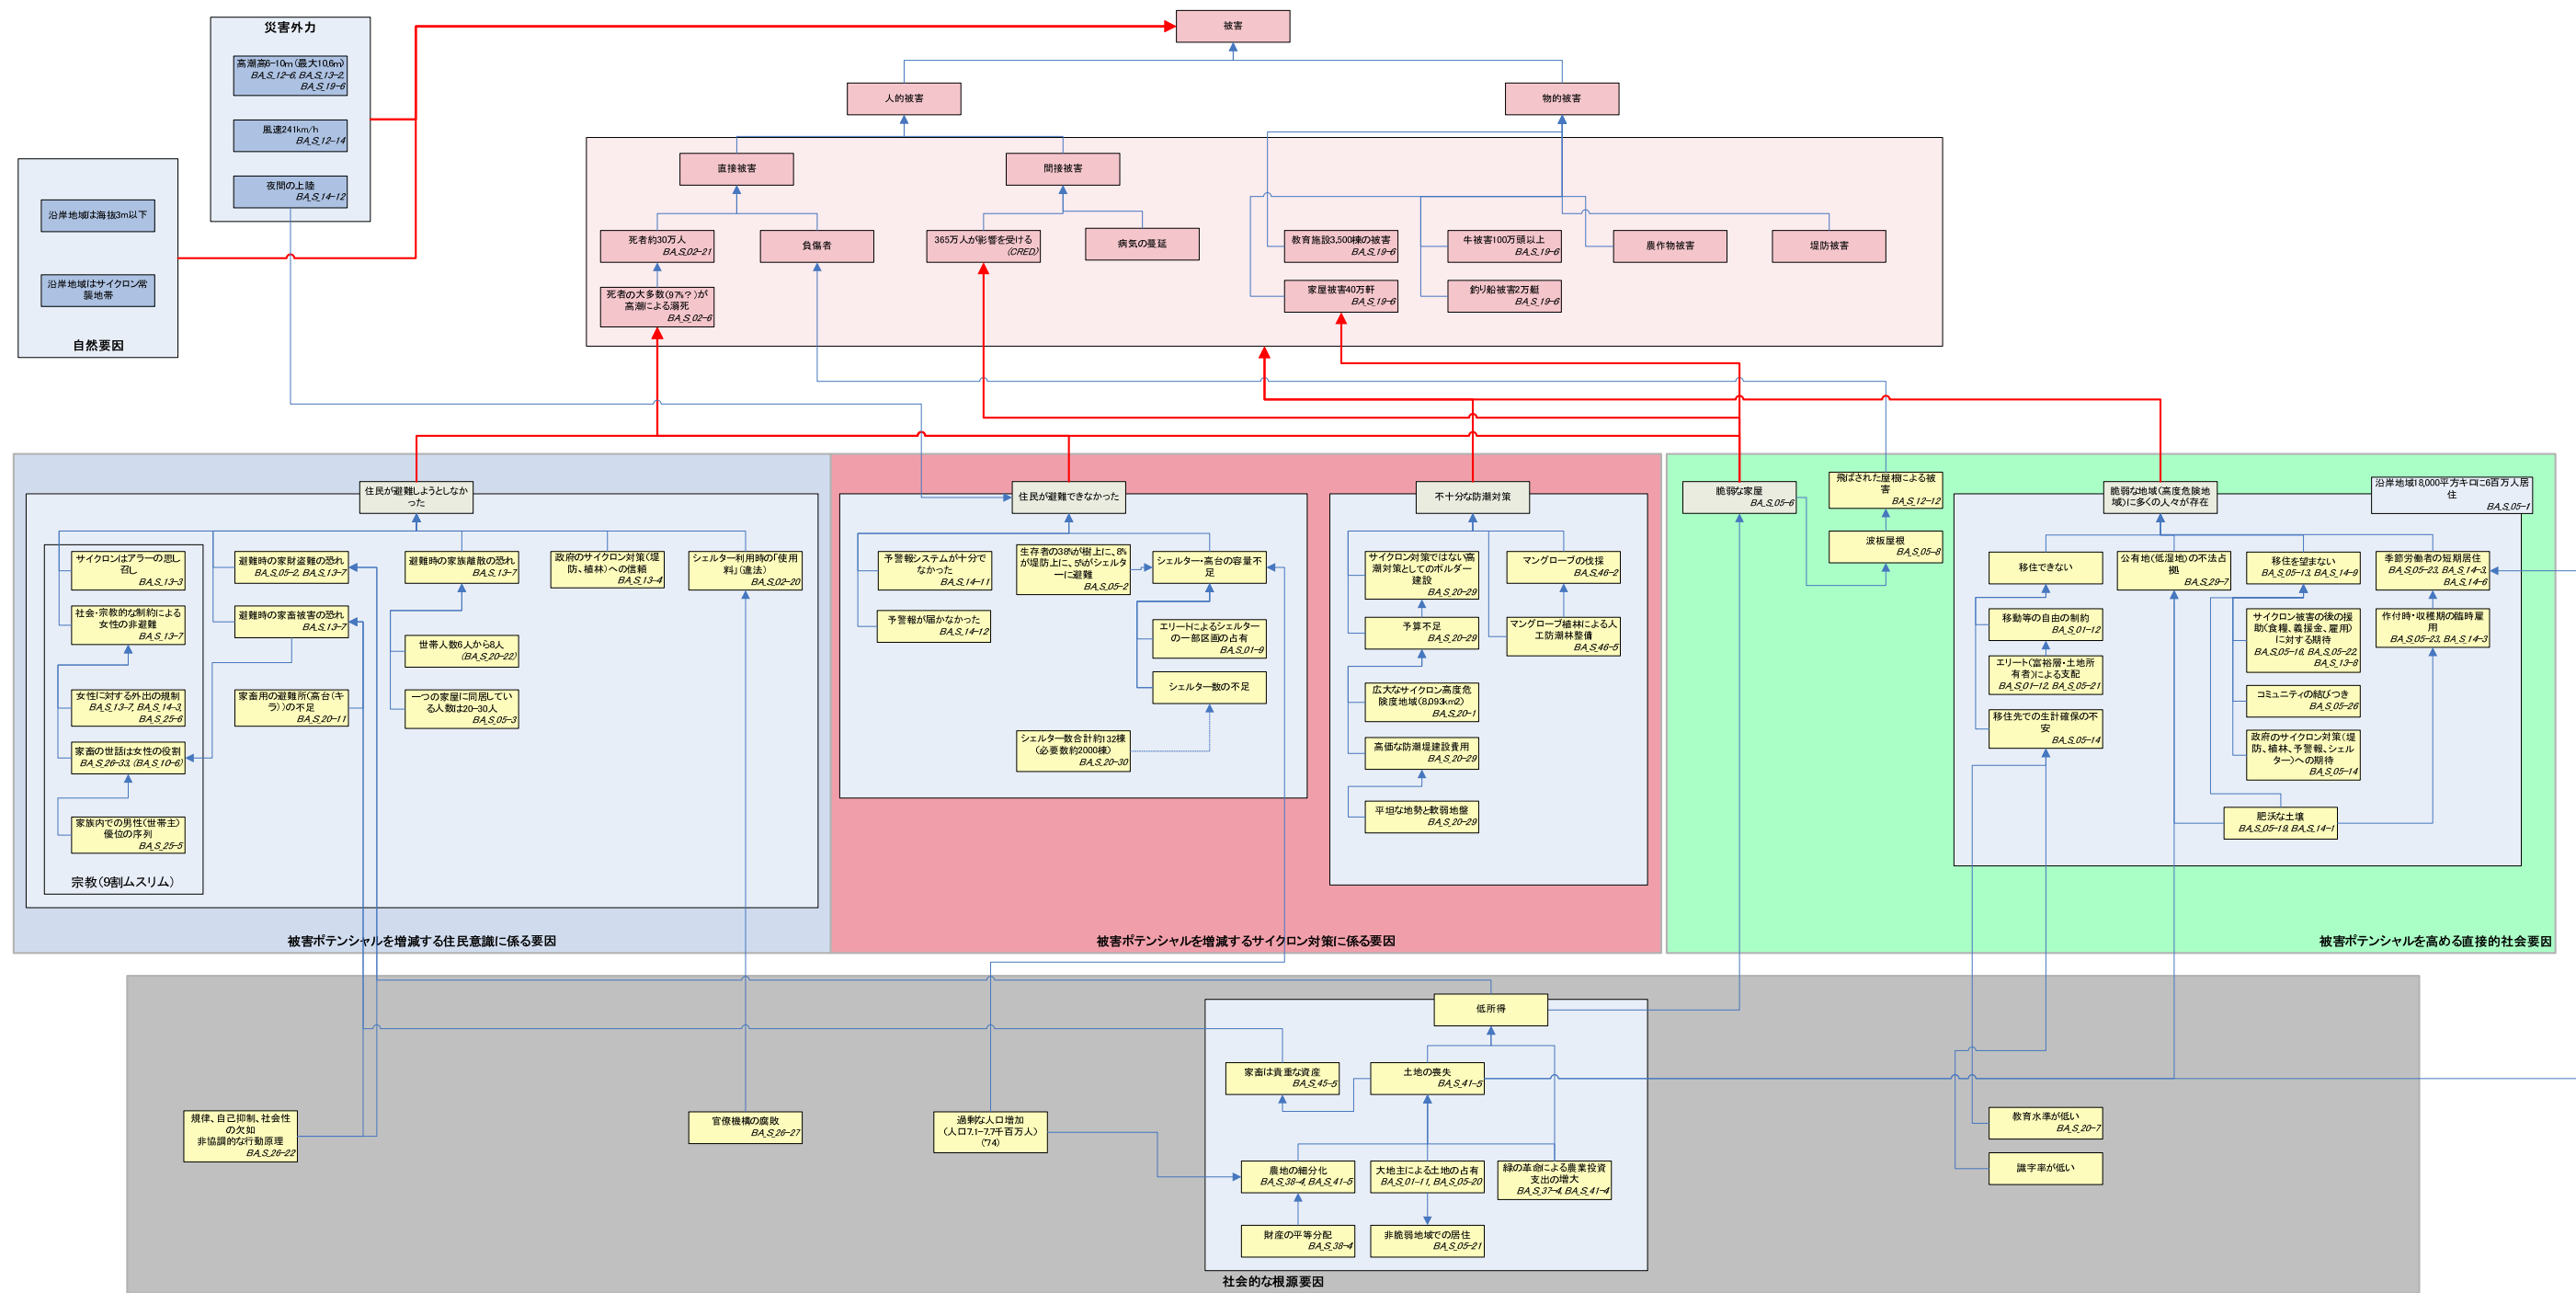 被害
災害外力
高潮高6-10m(最大10.6m)
BA_S_12-6, BA_S_13-2,
BA_S_19-6
風速241km/h
BA_S_12-14
夜間の上陸
BA_S_14-12
沿岸地域は海抜3m以下
沿岸地域はサイクロン常
襲地帯
自然要因
人的被害
物的被害
直接被害
間接被害
死者約30万人
BA_S_02-21
負傷者
365万人が影響を受ける
(CRED)
病気の蔓延
教育施設3,500棟の被害
BA_S_19-6
牛被害100万頭以上
BA_S_19-6
農作物被害
堤防被害
死者の大多数(97%?)が
高潮による溺死
BA_S_02-6
家屋被害40万軒
BA_S_19-6
釣り船被害2万艇
BA_S_19-6
住民が避難しようとしなか
った
サイクロンはアラーの思し
召し
BA_S_13-3
社会・宗教的な制約による
女性の非避難
BA_S_13-7
女性に対する外出の規制
BA_S_13-7, BA_S_14-3,
BA_S_25-6
家畜の世話は女性の役割
BA_S_26-33, (BA_S_10-6)
家族内での男性(世帯主)
優位の序列
BA_S_25-5
宗教(9割ムスリム)
避難時の家財盗難の恐れ
BA_S_05-2, BA_S_13-7
避難時の家畜被害の恐れ
BA_S_13-7
家畜用の避難所(高台(キ
ラ))の不足
BA_S_20-11
避難時の家族離散の恐れ
BA_S_13-7
世帯人数6人から8人
(BA_S_20-22)
一つの家屋に同居してい
る人数は20-30人
BA_S_05-3
政府のサイクロン対策(堤
防、植林)への信頼
BA_S_13-4
シェルター利用時の「使用
料」(違法)
BA_S_02-20
被害ポテンシャルを増減する住民意識に係る要因
住民が避難できなかった
予警報システムが十分で
なかった
BA_S_14-11
予警報が届かなかった
BA_S_14-12
生存者の38%が樹上に、8%
が堤防上に、5%がシェルタ
ーに避難
BA_S_05-2
シェルター・高台の容量不
足
エリートによるシェルター
の一部区画の占有
BA_S_01-9
シェルター数の不足
シェルター数合計約132棟
(必要数約2000棟)
BA_S_20-30
不十分な防潮対策
サイクロン対策ではない高
潮対策としてのポルダー
建設
BA_S_20-29
予算不足
BA_S_20-29
広大なサイクロン高度危
険度地域(8,093km2)
BA_S_20-1
高価な防潮堤建設費用
BA_S_20-29
平坦な地勢と軟弱地盤
BA_S_20-29
マングローブの伐採
BA_S_46-2
マングローブ植林による人
工防潮林整備
BA_S_46-5
被害ポテンシャルを増減するサイクロン対策に係る要因
脆弱な家屋
BA_S_05-6
飛ばされた屋根による被
害
BA_S_12-12
波板屋根
BA_S_05-8
脆弱な地域(高度危険地
域)に多くの人々が存在
沿岸地域18,000平方キロに6百万人居
住
BA_S_05-1
移住できない
移動等の自由の制約
BA_S_01-12
エリート(富裕層・土地所
有者)による支配
BA_S_01-12, BA_S_05-21
移住先での生計確保の不
安
BA_S_05-14
公有地(低湿地)の不法占
拠
BA_S_29-7
移住を望まない
BA_S_05-13, BA_S_14-9
サイクロン被害の後の援
助(食糧、義援金、雇用)
に対する期待
BA_S_05-16, BA_S_05-22,
BA_S_13-8
コミュニティの結びつき
BA_S_05-26
政府のサイクロン対策(堤
防、植林、予警報、シェル
ター)への期待
BA_S_05-14
季節労働者の短期居住
BA_S_05-23, BA_S_14-3,
BA_S_14-6
作付時・収穫期の臨時雇
用
BA_S_05-23, BA_S_14-3
肥沃な土壌
BA_S_05-19, BA_S_14-1
被害ポテンシャルを高める直接的社会要因
低所得
家畜は貴重な資産
BA_S_45-5
土地の喪失
BA_S_41-5
規律、自己抑制、社会性
の欠如
非協調的な行動原理
BA_S_26-22
官僚機構の腐敗
BA_S_26-27
過剰な人口増加
(人口7.1-7.7千百万人)
('74)
農地の細分化
BA_S_38-4, BA_S_41-5
大地主による土地の占有
BA_S_01-11, BA_S_05-20
緑の革命による農業投資
支出の増大
BA_S_37-4, BA_S_41-4
財産の平等分配
BA_S_38-4
非脆弱地域での居住
BA_S_05-21
教育水準が低い
BA_S_20-7
識字率が低い
社会的な根源要因